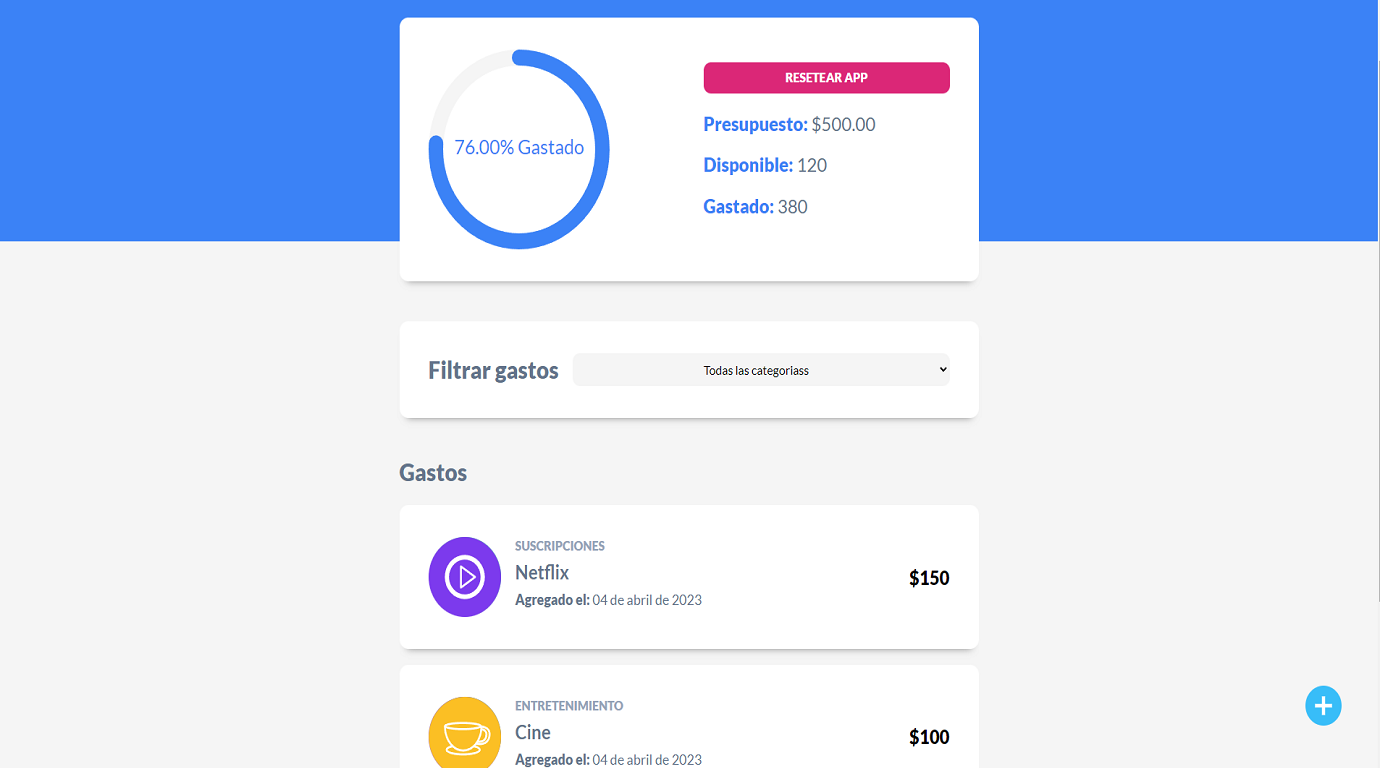 76.00% Gastado
RESETEAR APP
Presupuesto: $500.00
Disponible: 120
Gastado: 380
Filtrar gastos
Todas las categoriass
Gastos
SUSCRIPCIONES
Netflix
Agregado el: 04 de abril de 2023
$150
ENTRETENIMIENTO
Cine
Agregado el: 04 de abril de 2023
$100